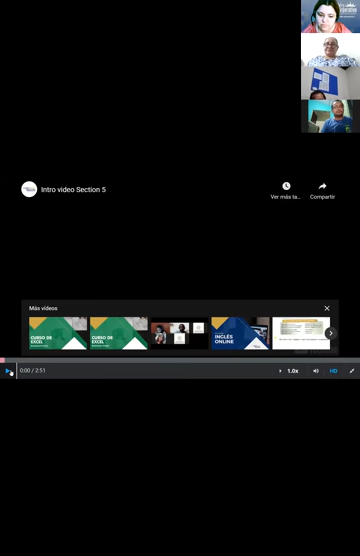 Intro video Section 5
Ver más ta...
Compartir
Más vídeos
CURSO DE
EXCEL
CURSO DE
EXCEL
INGLÉS
ONLINE
0:00 / 2:51
1.0x
HD